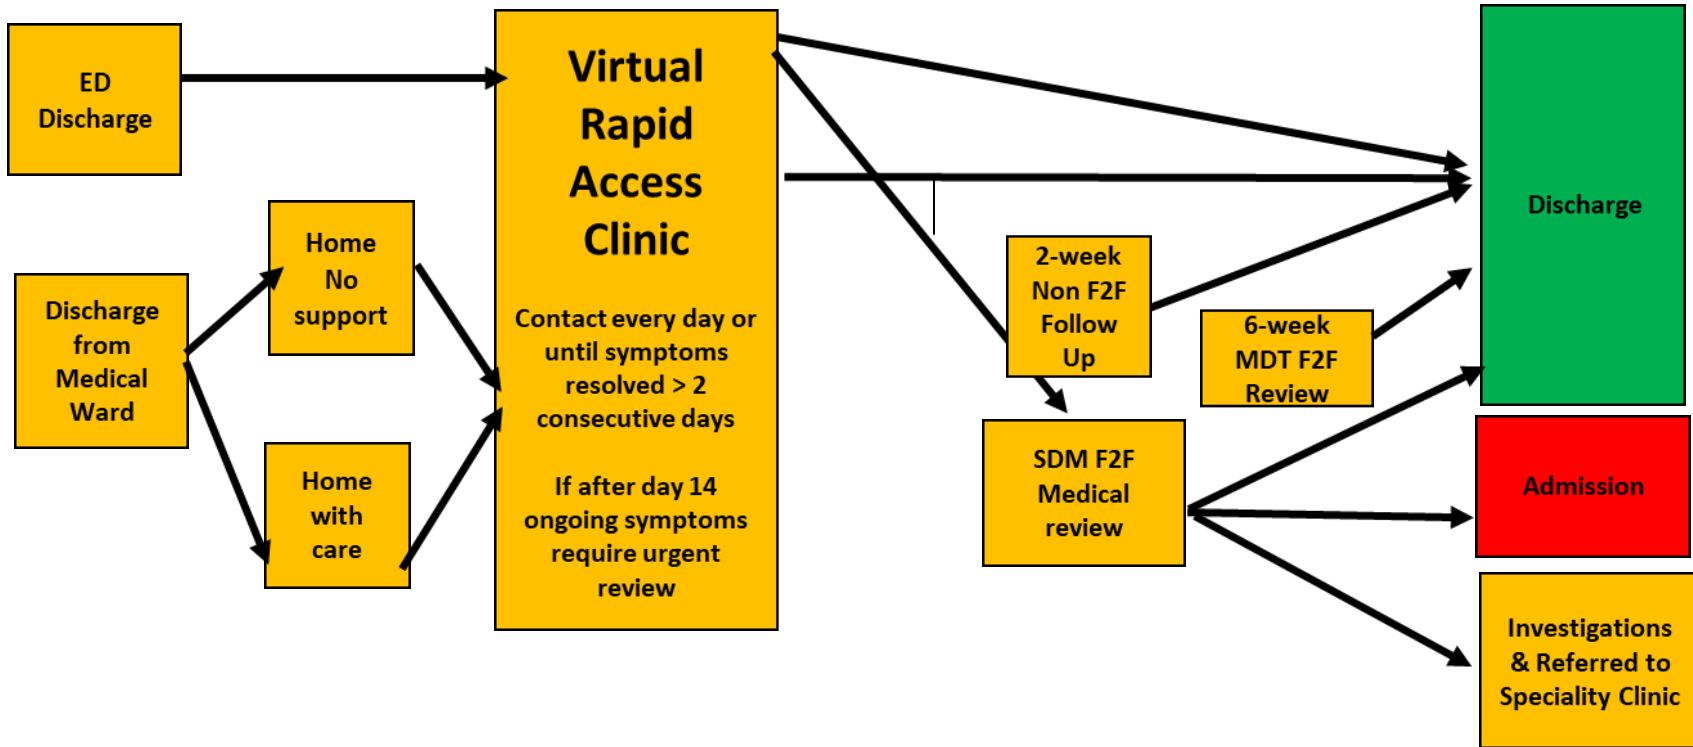 ED
Discharge
Discharge
from
Medical
Ward
Home
No
support
Home
with
care
Virtual
Rapid
Access
Clinic
Contact every day or
until symptoms
resolved > 2
consecutive days
If after day 14
ongoing symptoms
require urgent
review
2-week
Non F2F
Follow
Up
6-week
MDT F2F
Review
SDM F2F
Medical
review
Discharge
Admission
Investigations
& Referred to
Speciality Clinic